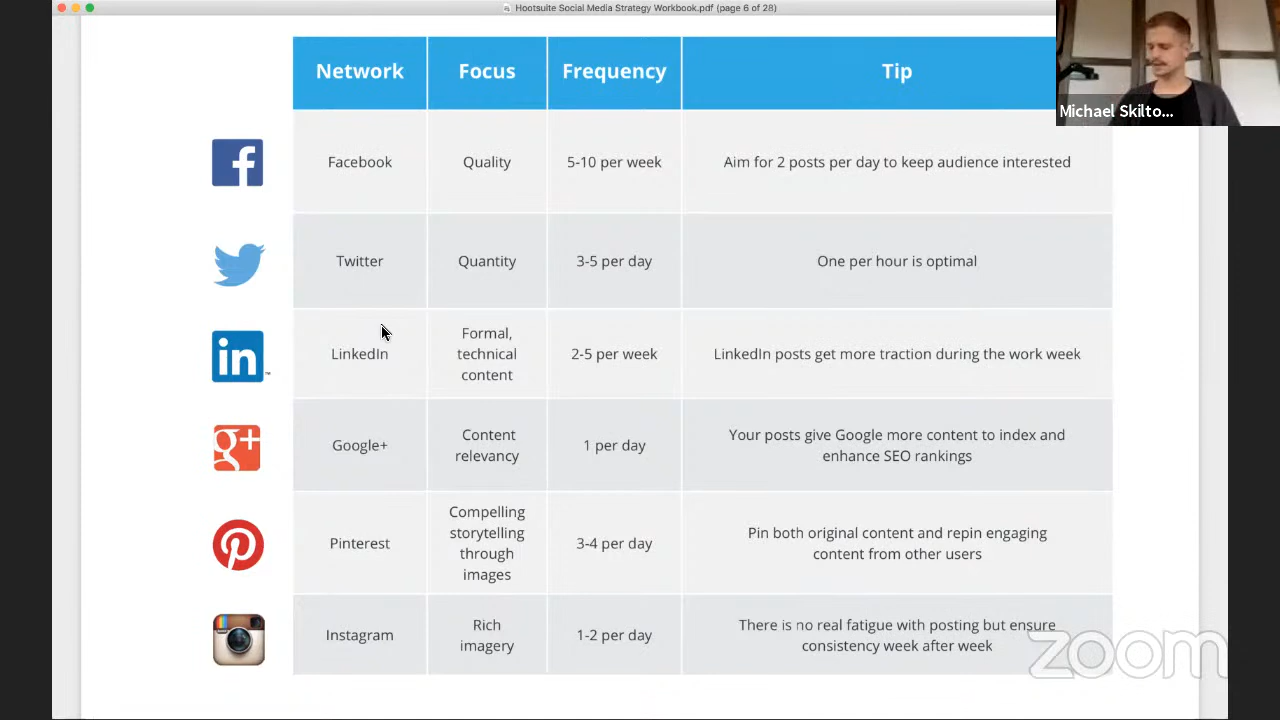 Hootsuite Social Media Strategy Workbook.pdf (page 6 of 28)
Michael Skilto...
Network Focus Frequency Tip
Facebook Quality 5-10 per week Aim for 2 posts per day to keep audience interested
Twitter Quantity 3-5 per day One per hour is optimal
Formal,
technical
content
LinkedIn 2-5 per week LinkedIn posts get more traction during the work week
in
g+
Google+
Content
relevancy
1 per day
Your posts give Google more content to index and
enhance SEO rankings
Pinterest
Compelling
storytelling
through
images
3-4 per day
Pin both original content and repin engaging
content from other users
Instagram
Rich
imagery
1-2 per day
There is no real fatigue with posting but ensure
consistency week after week
zoom